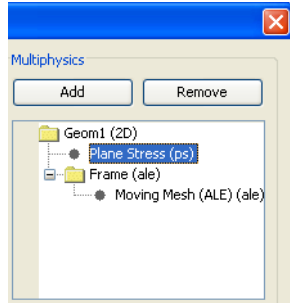 Multiphysics
Add Remove
Geom1 (2D)
Plane Stress (ps)
Frame (ale)
Moving Mesh (ALE) (ale)